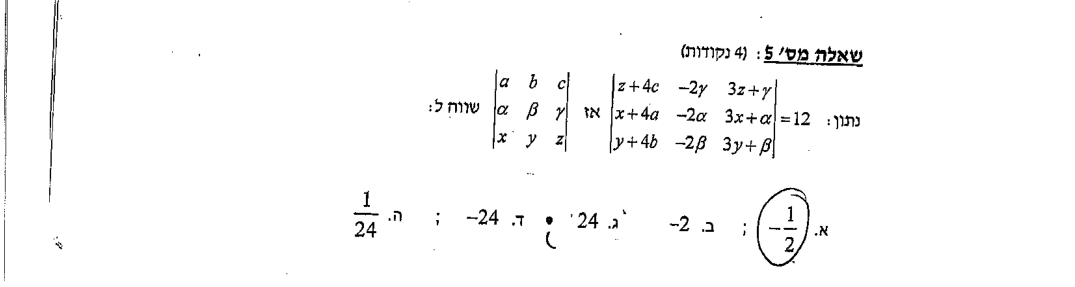 שאלה מס' 5: (4 נקודות)
נתון: |z+4c −2γ 3z+γ| אז |a b c| שווה ל:
|x+4a −2α 3x+α| =12 |α β γ|
|y+4b −2β 3y+β| |x y z|
א. −1/2 ; ב. −2 ג. 24 ד. −24 ; ה. 1/24